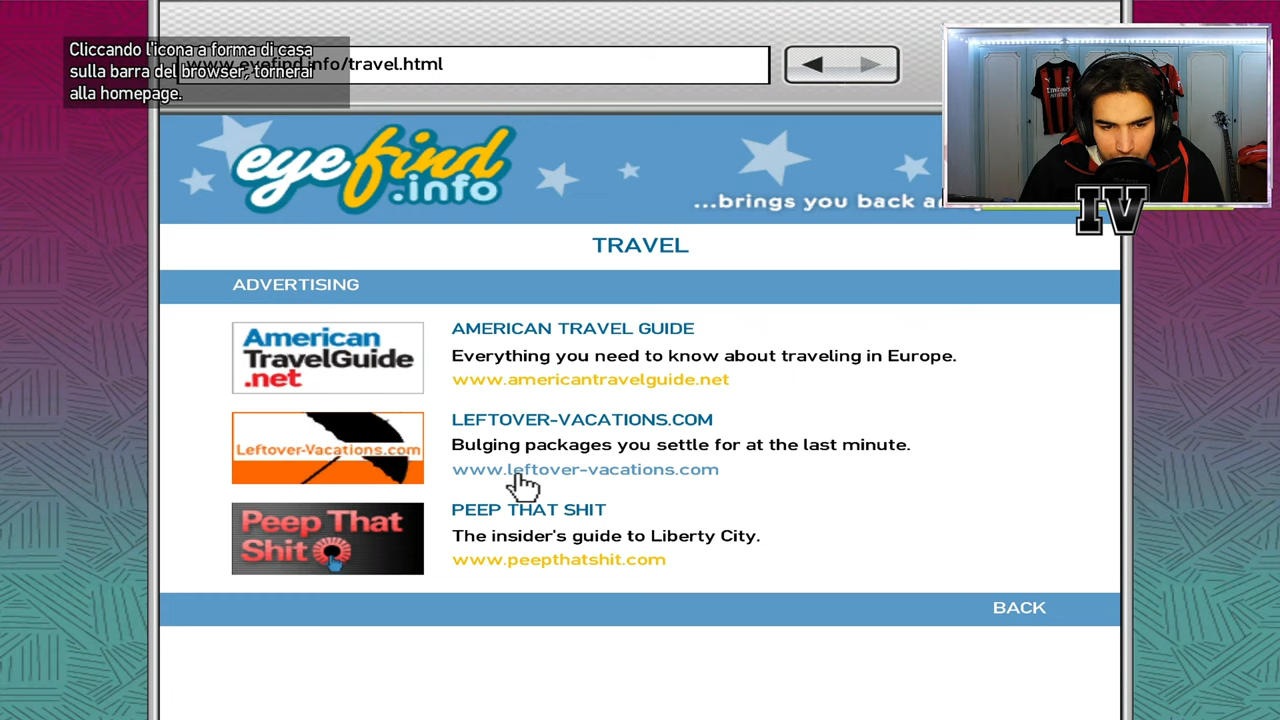 Cliccando l'icona a forma di casa
sulla barra del browser, tornerai
alla homepage.
www.eyefind.info/travel.html
eyefind
.info
...brings you back
TRAVEL
ADVERTISING
American
TravelGuide
.net
AMERICAN TRAVEL GUIDE
Everything you need to know about traveling in Europe.
www.americantravelguide.net
Leftover-Vacations.com
LEFTOVER-VACATIONS.COM
Bulging packages you settle for at the last minute.
www.leftover-vacations.com
Peep That
Shit
PEEP THAT SHIT
The insider's guide to Liberty City.
www.peepthatshit.com
BACK
IV